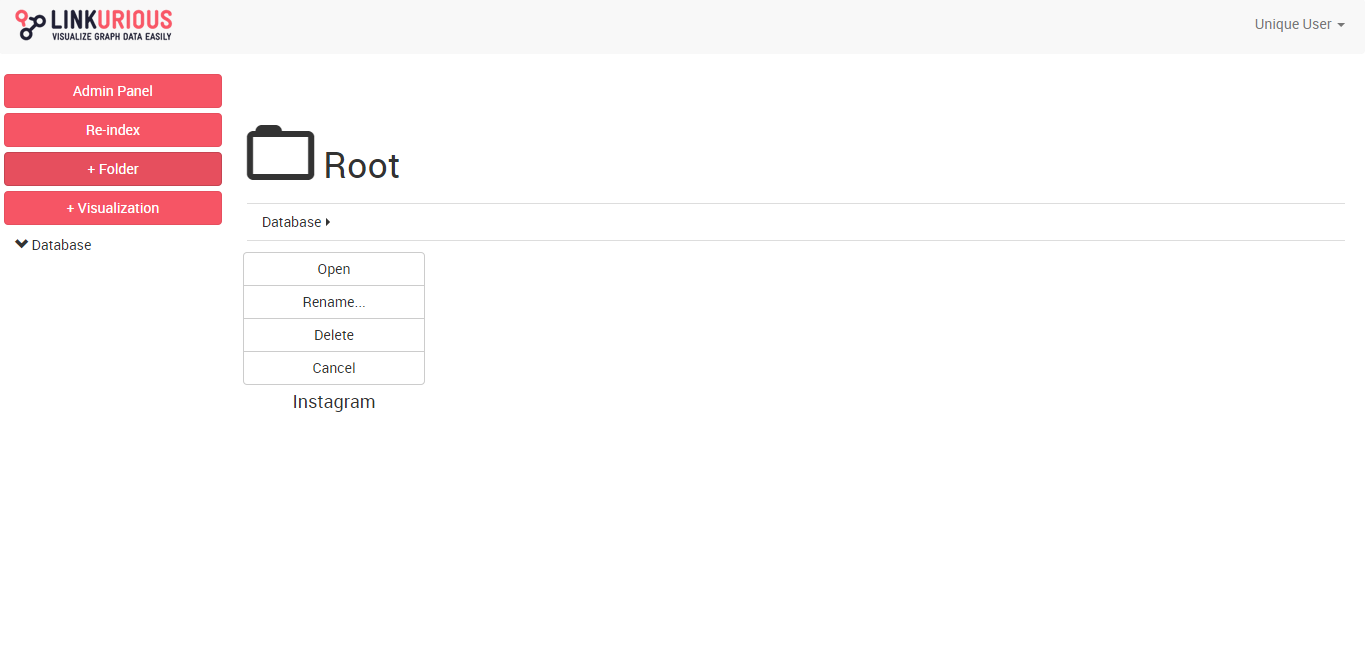 LINKURIOUS
VISUALIZE GRAPH DATA EASILY
Unique User
Admin Panel
Re-index
+ Folder
+ Visualization
Database
Root
Database
Open
Rename...
Delete
Cancel
Instagram